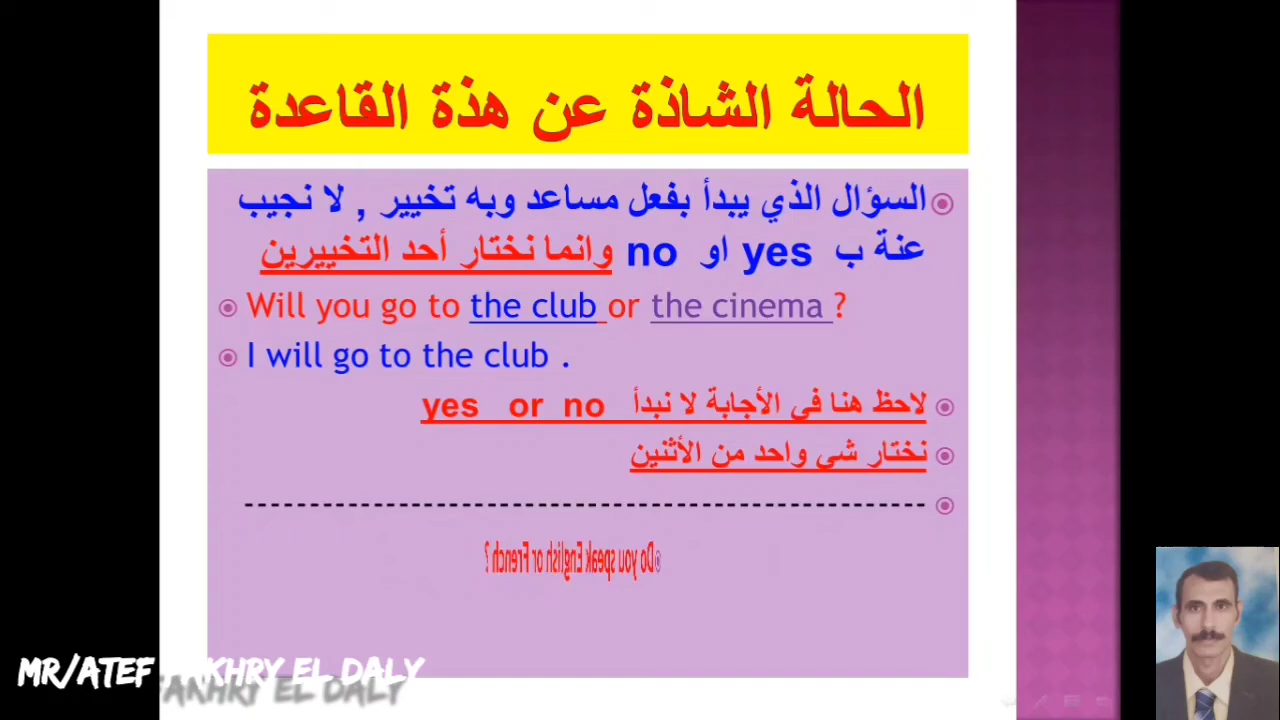 الحالة الشاذة عن هذة القاعدة
السؤال الذي يبدأ بفعل مساعد وبه تخيير , لا نجيب
عنة ب yes او no وانما نختار أحد التخييرين
Will you go to the club or the cinema ?
I will go to the club .
لاحظ هنا في الأجابة لا نبدأ yes or no
نختار شي واحد من الأثنين
--------------------------------------------------
Do you speak English or French ?
MR/ATEF FAKHRY EL DALY